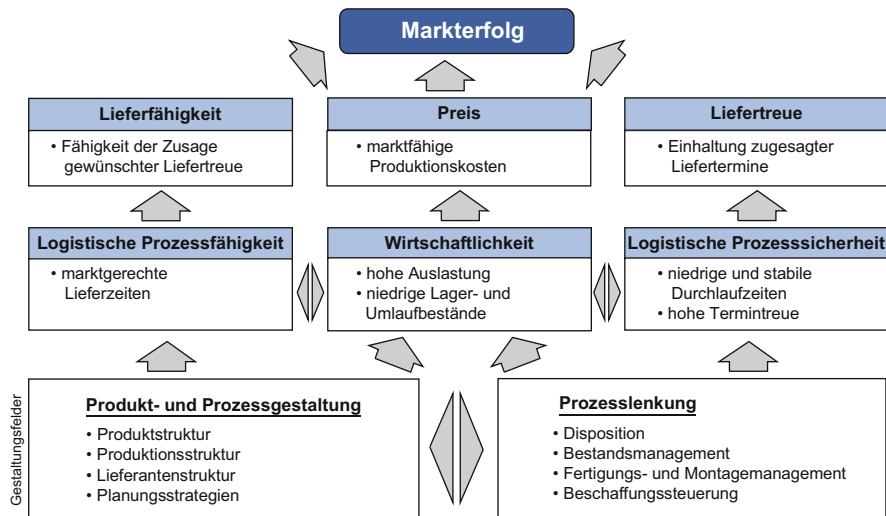 Markterfolg
Lieferfähigkeit
• Fähigkeit der Zusage
gewünschter Liefertreue
Preis
• marktfähige
Produktionskosten
Liefertreue
• Einhaltung zugesagter
Liefertermine
Logistische Prozessfähigkeit
• marktgerechte
Lieferzeiten
Wirtschaftlichkeit
• hohe Auslastung
• niedrige Lager- und
Umlaufbestände
Logistische Prozesssicherheit
• niedrige und stabile
Durchlaufzeiten
• hohe Termintreue
Gestaltungsfelder
Produkt- und Prozessgestaltung
• Produktstruktur
• Produktionsstruktur
• Lieferantenstruktur
• Planungsstrategien
Prozesslenkung
• Disposition
• Bestandsmanagement
• Fertigungs- und Montagemanagement
• Beschaffungssteuerung